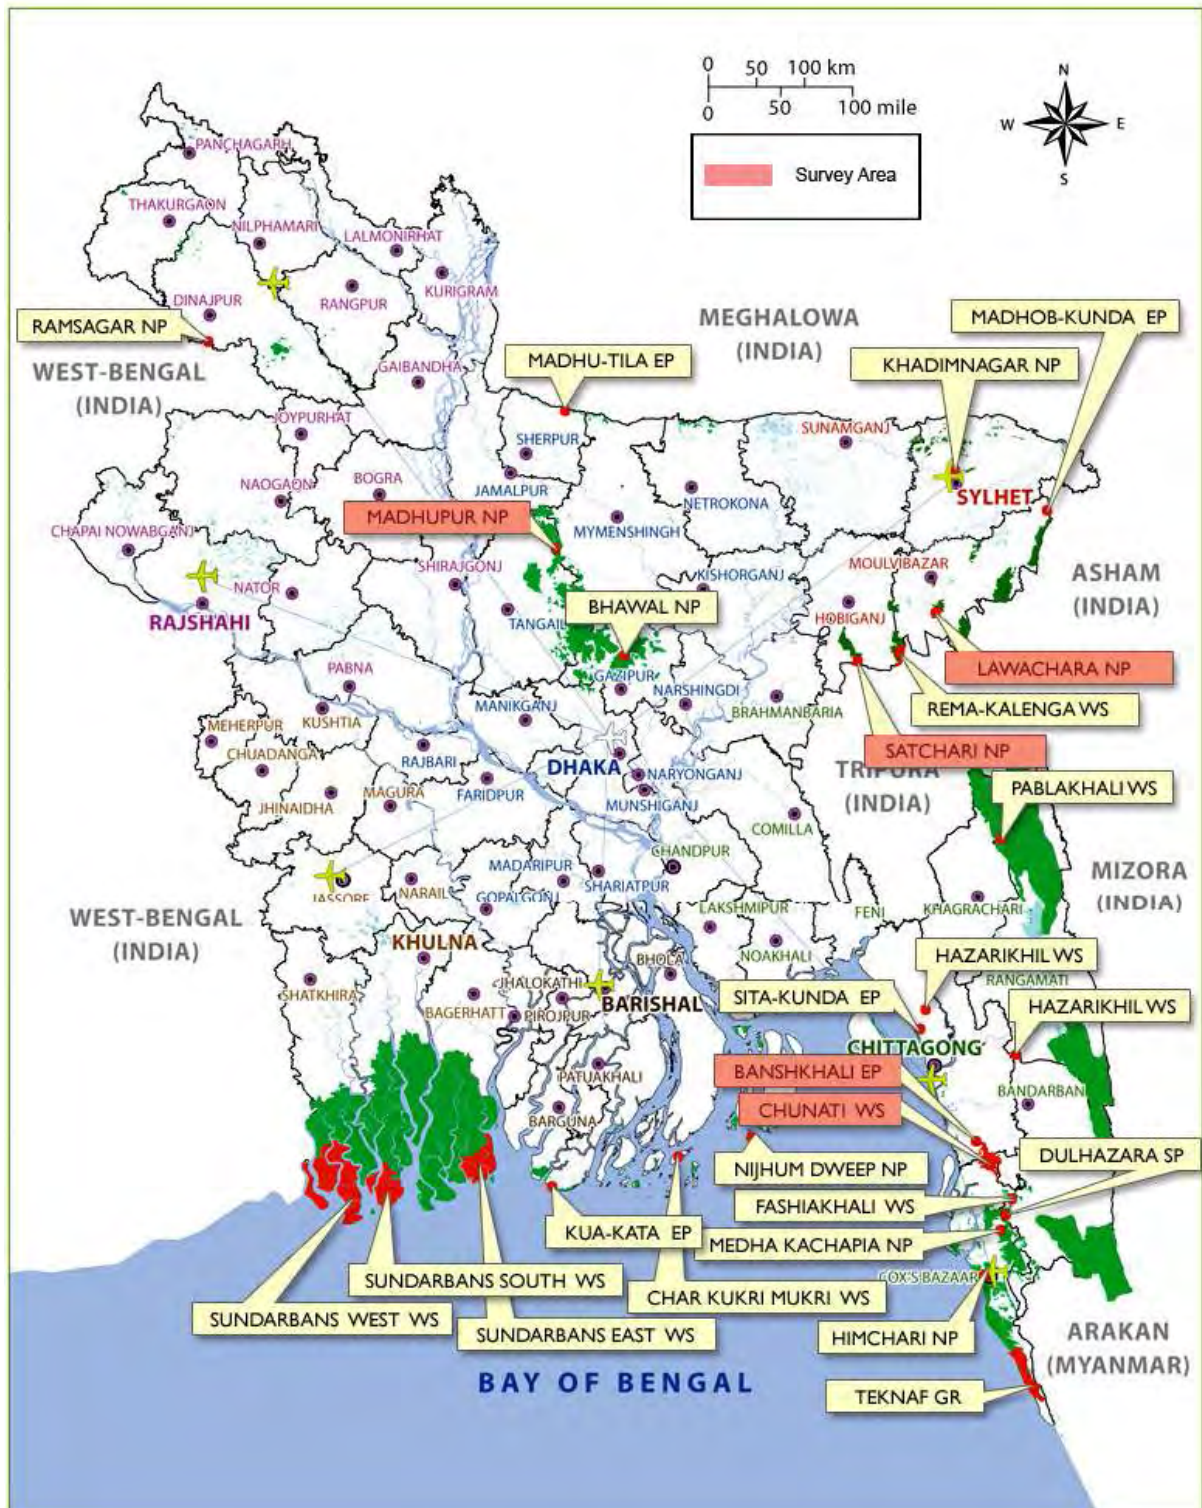 0 50 100 km
0 50 100 mile
N
W E
S
Survey Area
PANCHAGARH
THAKURGAON
NILPHAMARI
LALMONIRHAT
DINAJPUR
RANGPUR
KURIGRAM
RAMSAGAR NP
WEST-BENGAL
(INDIA)
GAIBANDHA
MEGHALOWA
(INDIA)
MADHOB-KUNDA EP
MADHU-TILA EP
KHADIMNAGAR NP
JOYPURHAT
SHERPUR
SUNAMGANJ
NAOGAON
BOGRA
JAMALPUR
NETROKONA
SYLHET
MADHUPUR NP
MYMENSHINGH
CHAPAI NOWABGANJ
SHIRAJGONJ
KISHORGANJ
MOULVIBAZAR
ASHAM
(INDIA)
NATOR
RAJSHAHI
TANGAIL
BHAWAL NP
HOBIGANJ
LAWACHARA NP
PABNA
GAZIPUR
NARSHINGDI
BRAHMANBARIA
REMA-KALENGA WS
KUSHTIA
MANIKGANJ
MEHERPUR
CHUADANGA
RAJBARI
DHAKA
NARYONGANJ
SATCHARI NP
TRIPURA
(INDIA)
PABLAKHALI WS
JHINAIDHA
MAGURA
FARIDPUR
MUNSHIGANJ
COMILLA
MADARIPUR
CHANDPUR
MIZORA
(INDIA)
JASSORE
NARAIL
GOPALGONJ
SHARIATPUR
WEST-BENGAL
(INDIA)
LAKSHMIPUR
FENI
KHAGRACHARI
KHULNA
NOAKHALI
HAZARIKHIL WS
BHOLA
RANGAMATI
SHATKHIRA
JHALOKATHI
BAGERHATT
PIROJPUR
BARISHAL
SITA-KUNDA EP
HAZARIKHIL WS
CHITTAGONG
PATUAKHALI
BANSHKHALI EP
BANDARBAN
BARGUNA
CHUNATI WS
DULHAZARA SP
NIJHUM DWEEP NP
FASHIAKHALI WS
KUA-KATA EP
MEDHA KACHAPIA NP
SUNDARBANS SOUTH WS
COX'S BAZAAR
CHAR KUKRI MUKRI WS
SUNDARBANS WEST WS
SUNDARBANS EAST WS
HIMCHARI NP
ARAKAN
(MYANMAR)
BAY OF BENGAL
TEKNAF GR